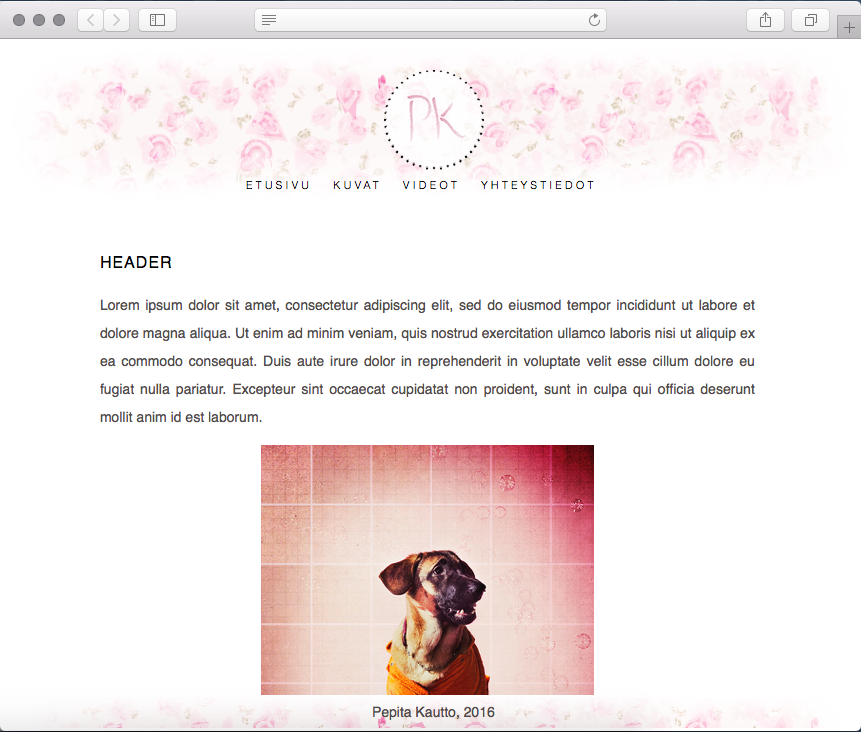 PK
ETUSIVU KUVAT VIDEOT YHTEYSTIEDOT
HEADER
Lorem ipsum dolor sit amet, consectetur adipiscing elit, sed do eiusmod tempor incididunt ut labore et
dolore magna aliqua. Ut enim ad minim veniam, quis nostrud exercitation ullamco laboris nisi ut aliquip ex
ea commodo consequat. Duis aute irure dolor in reprehenderit in voluptate velit esse cillum dolore eu
fugiat nulla pariatur. Excepteur sint occaecat cupidatat non proident, sunt in culpa qui officia deserunt
mollit anim id est laborum.
Pepita Kautto, 2016